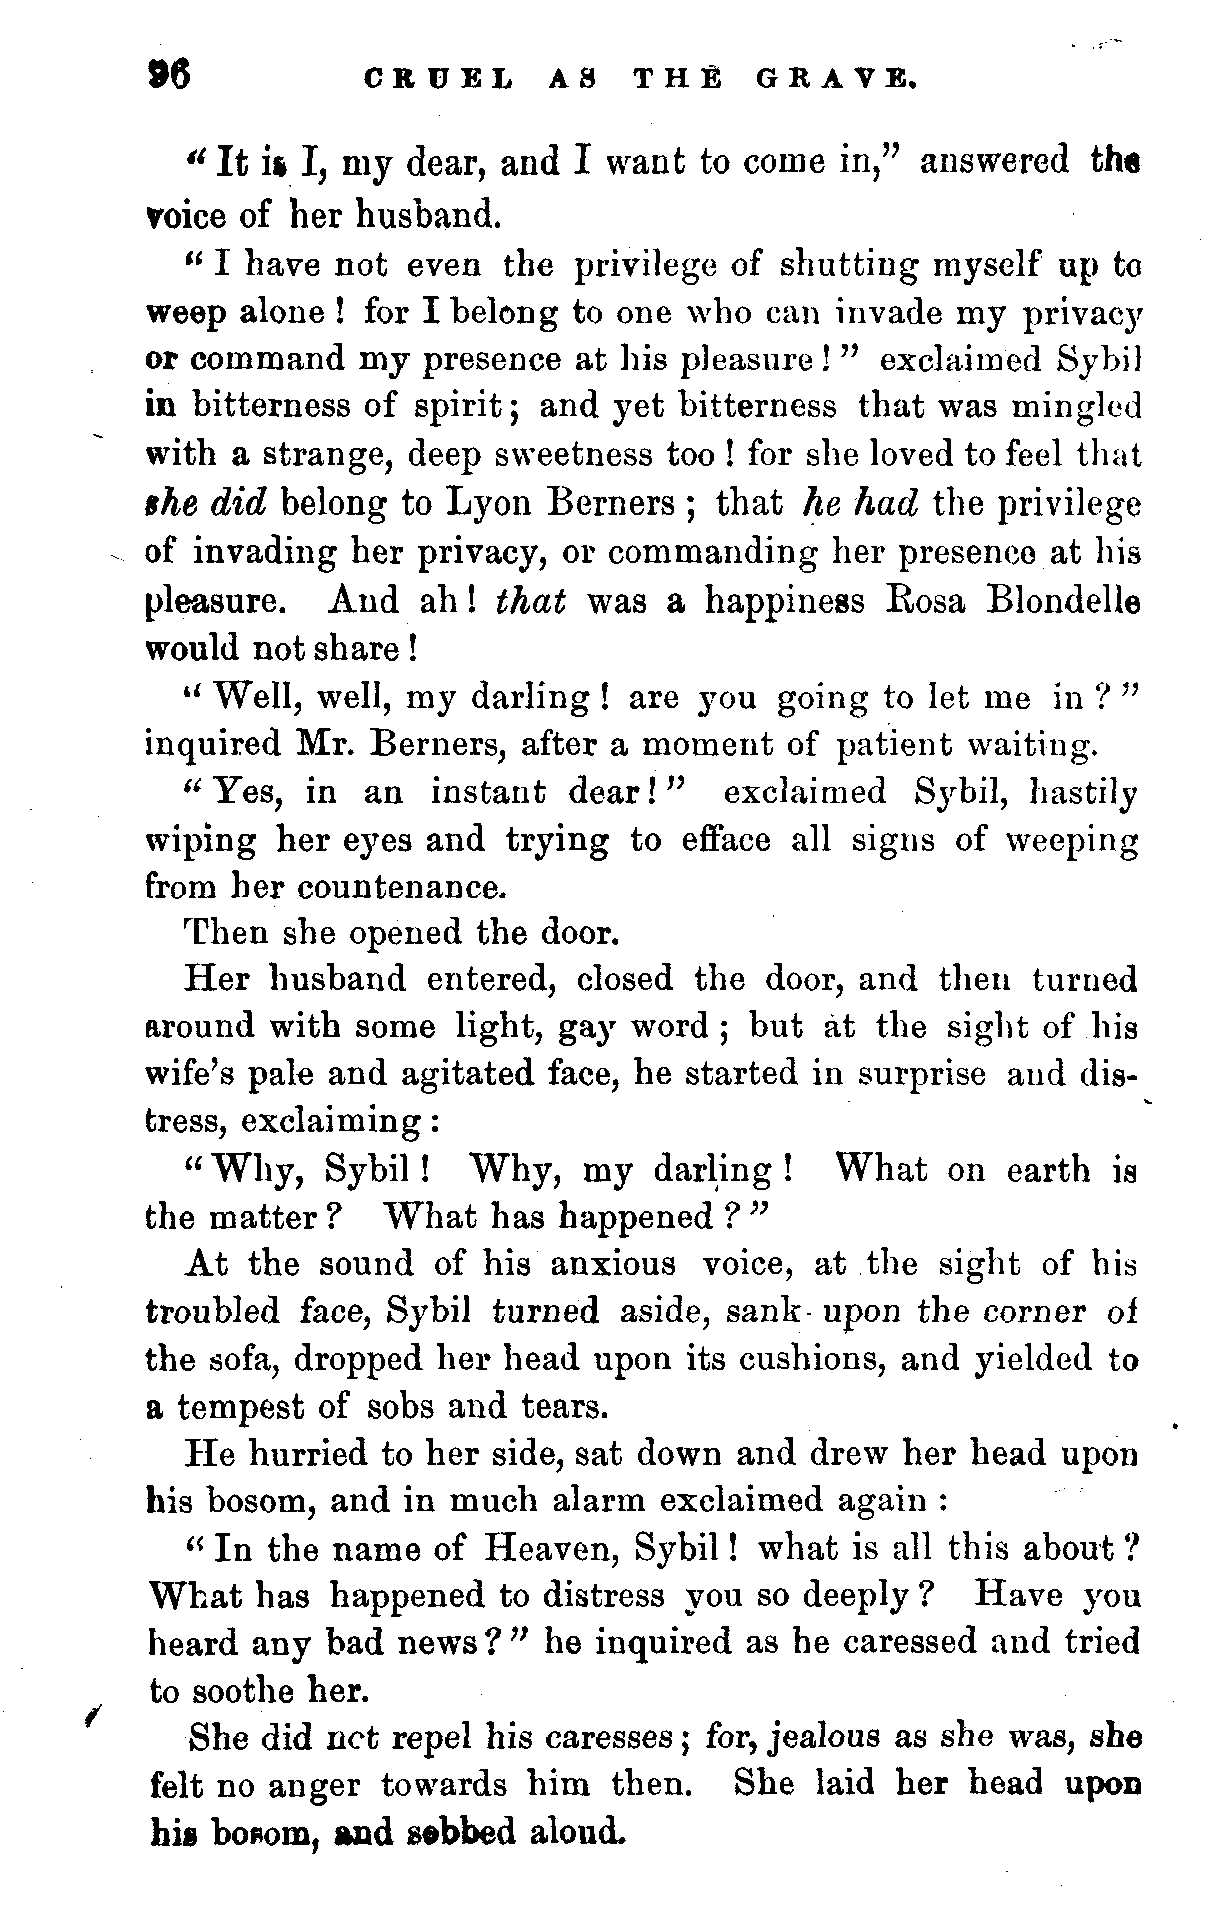 96 CRUEL AS THE GRAVE.
"It is I, my dear, and I want to come in," answered the
voice of her husband.
"I have not even the privilege of shutting myself up to
weep alone! for I belong to one who can invade my privacy
or command my presence at his pleasure!" exclaimed Sybil
in bitterness of spirit; and yet bitterness that was mingled
with a strange, deep sweetness too! for she loved to feel that
she did belong to Lyon Berners; that he had the privilege
of invading her privacy, or commanding her presence at his
pleasure. And ah! that was a happiness Rosa Blondelle
would not share!
"Well, well, my darling! are you going to let me in?"
inquired Mr. Berners, after a moment of patient waiting.
"Yes, in an instant dear!" exclaimed Sybil, hastily
wiping her eyes and trying to efface all signs of weeping
from her countenance.
Then she opened the door.
Her husband entered, closed the door, and then turned
around with some light, gay word; but at the sight of his
wife's pale and agitated face, he started in surprise and dis-
tress, exclaiming:
"Why, Sybil! Why, my darling! What on earth is
the matter? What has happened?"
At the sound of his anxious voice, at the sight of his
troubled face, Sybil turned aside, sank upon the corner of
the sofa, dropped her head upon its cushions, and yielded to
a tempest of sobs and tears.
He hurried to her side, sat down and drew her head upon
his bosom, and in much alarm exclaimed again:
"In the name of Heaven, Sybil! what is all this about?
What has happened to distress you so deeply? Have you
heard any bad news?" he inquired as he caressed and tried
to soothe her.
She did not repel his caresses; for, jealous as she was, she
felt no anger towards him then. She laid her head upon
his bosom, and sobbed aloud.